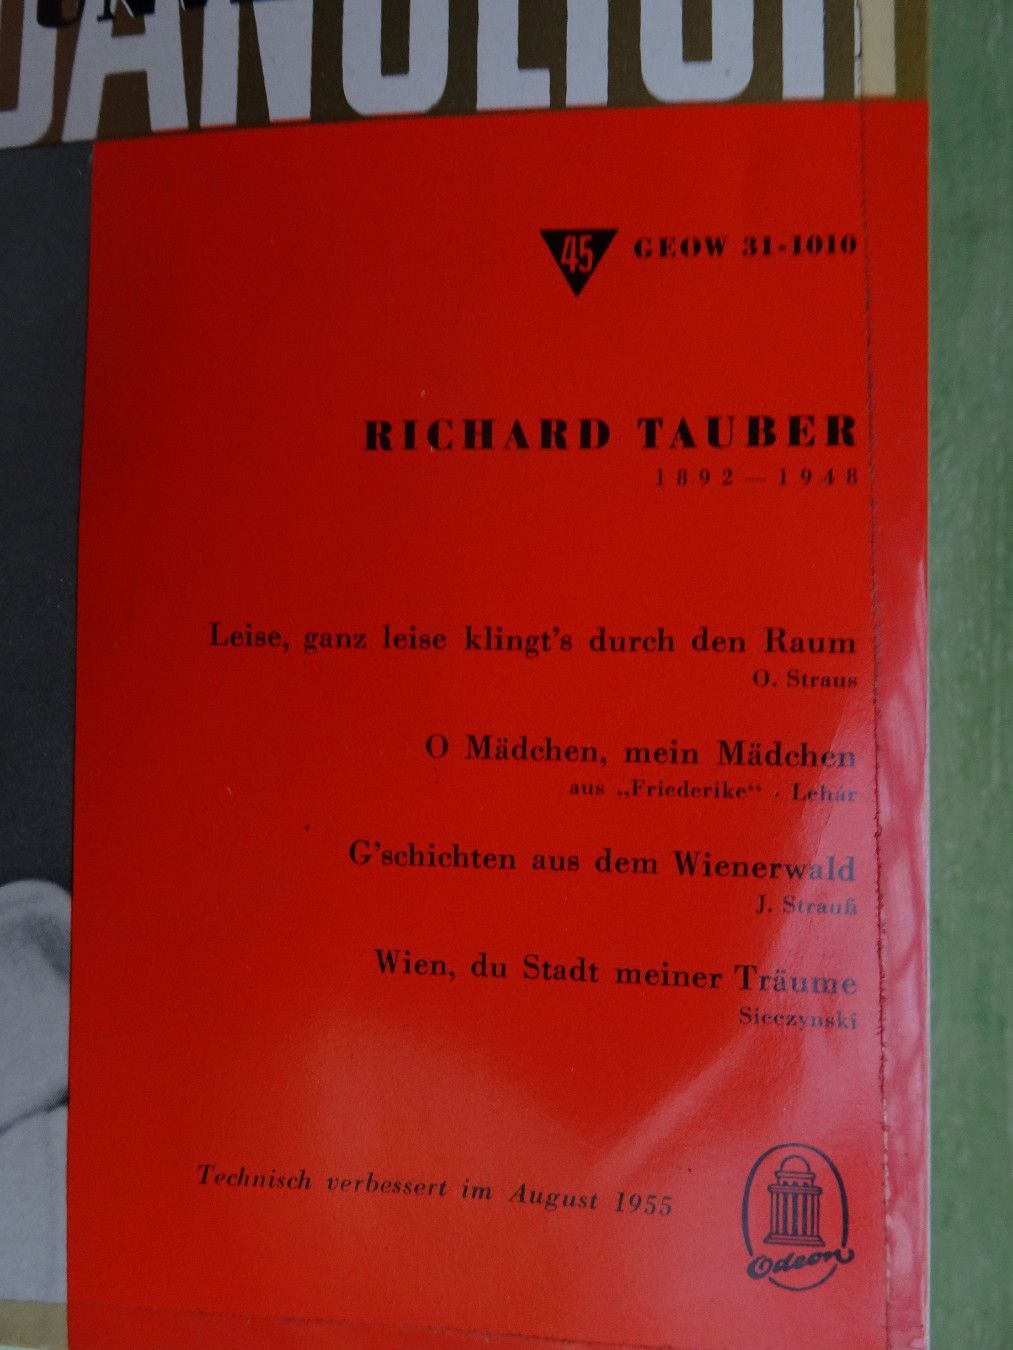 45 GEOW 31-1010
RICHARD TAUBER
1892 — 1948
Leise, ganz leise klingt's durch den Raum
O. Straus
O Mädchen, mein Mädchen
aus „Friederike“ · Lehár
G'schichten aus dem Wienerwald
J. Strauß
Wien, du Stadt meiner Träume
Sieczynski
Technisch verbessert im August 1955
Odeon